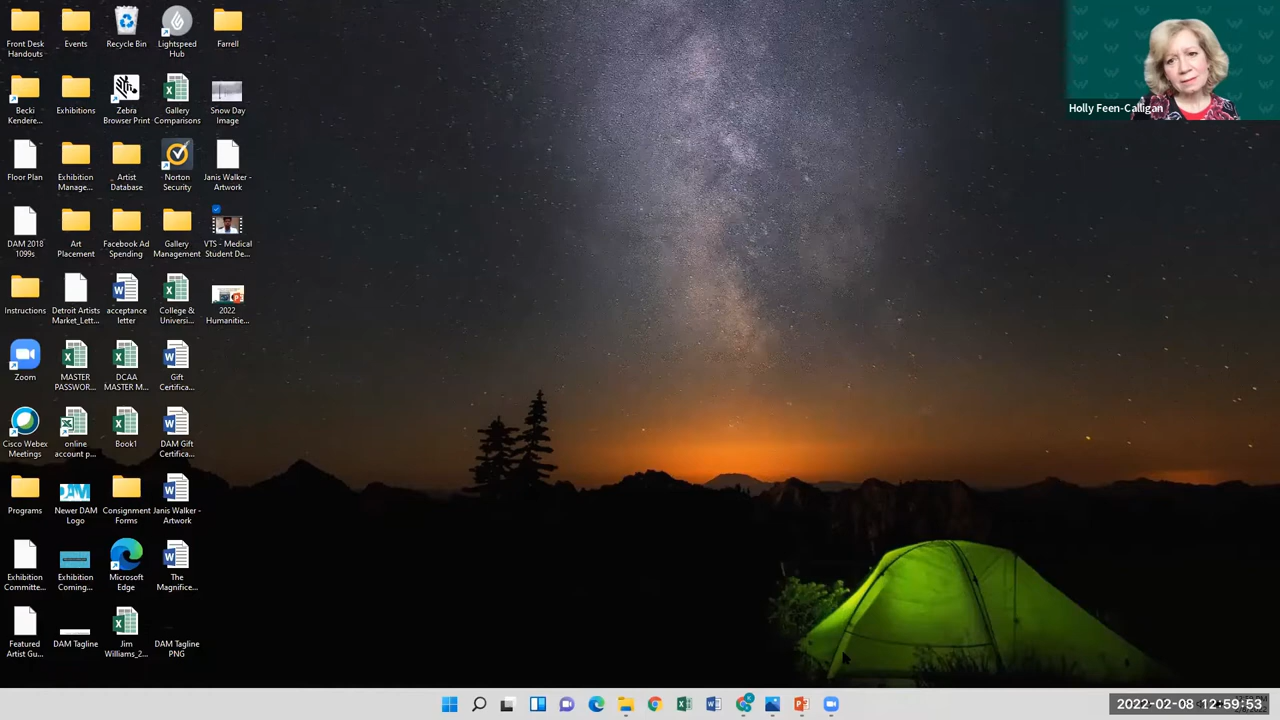 Front Desk
Handouts
Events
Recycle Bin
Lightspeed
Hub
Farrell
Becki
Kendere...
Exhibitions
Zebra
Browser Print
Gallery
Comparisons
Snow Day
Image
Floor Plan
Exhibition
Manage...
Artist
Database
Norton
Security
Janis Walker -
Artwork
DAM 2018
1099s
Art
Placement
Facebook Ad
Spending
Gallery
Management
VTS - Medical
Student De...
Instructions
Detroit Artists
Market_Lett...
acceptance
letter
College &
Universi...
2022
Humanitie...
Zoom
MASTER
PASSWOR...
DCAA
MASTER M...
Gift
Certifica...
Cisco Webex
Meetings
online
account p...
Book1
DAM Gift
Certifica...
Programs
DAM
Newer DAM
Logo
Consignment
Forms
Janis Walker -
Artwork
Exhibition
Committe...
Exhibition
Coming...
Microsoft
Edge
The
Magnifice...
Featured
Artist Gu...
DAM Tagline
Jim
Williams_2...
DAM Tagline
PNG
Holly Feen-Calligan
2022-02-08 12:59:53